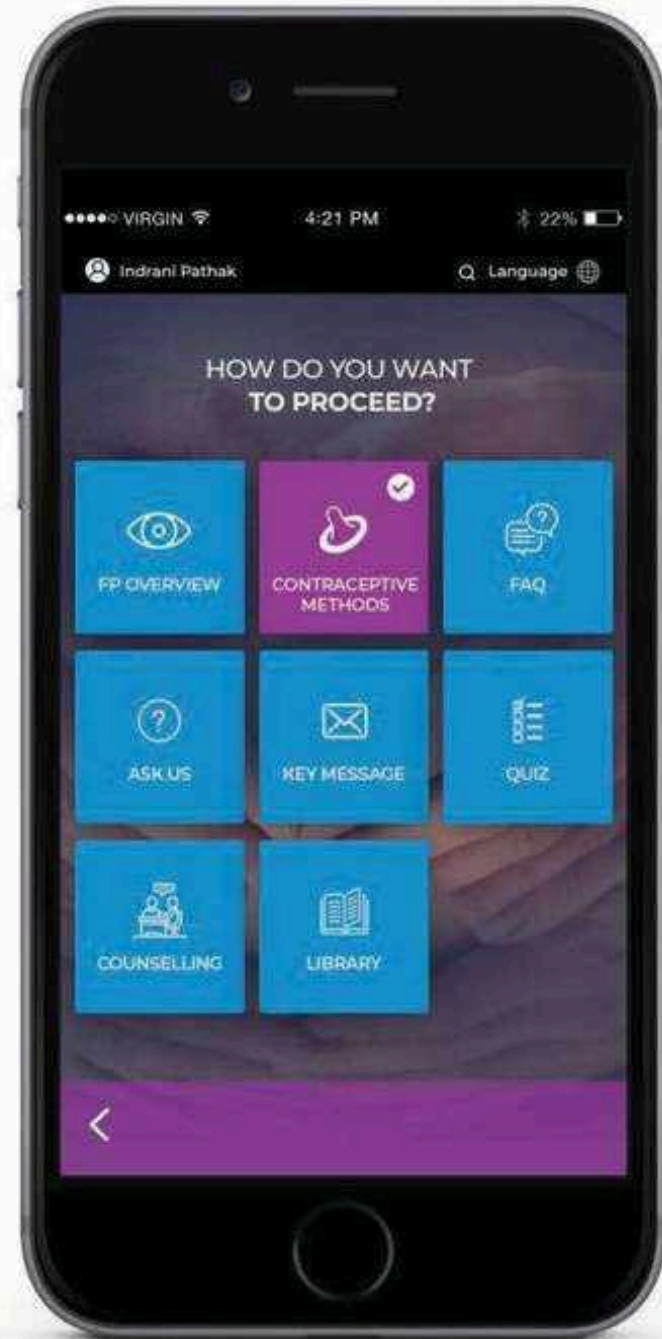 VIRGIN 4:21 PM 22%
Indrani Pathak Language
HOW DO YOU WANT
TO PROCEED?
FP OVERVIEW
CONTRACEPTIVE
METHODS
FAQ
ASK US
KEY MESSAGE
QUIZ
COUNSELLING
LIBRARY